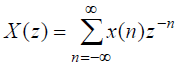 X(z) = ∑_{n=-∞}^{∞} x(n)z^{-n}